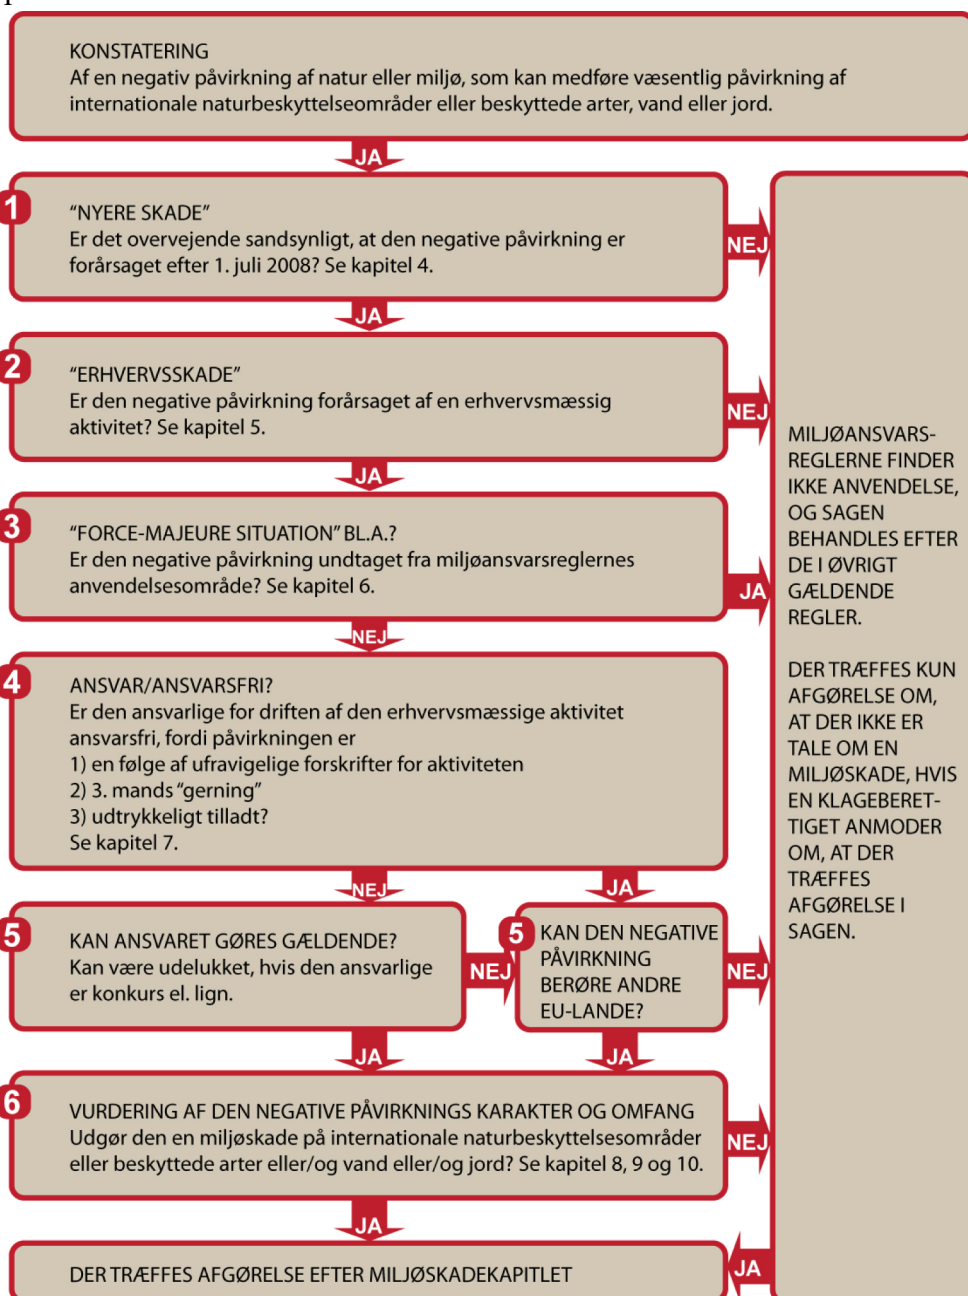 KONSTATERING
Af en negativ påvirkning af natur eller miljø, som kan medføre væsentlig påvirkning af
internationale naturbeskyttelseområder eller beskyttede arter, vand eller jord.
JA
1
“NYERE SKADE”
Er det overvejende sandsynligt, at den negative påvirkning er
forårsaget efter 1. juli 2008? Se kapitel 4.
NEJ
JA
2
“ERHVERVSSKADE”
Er den negative påvirkning forårsaget af en erhvervsmæssig
aktivitet? Se kapitel 5.
NEJ
JA
3
“FORCE-MAJEURE SITUATION” BL.A.?
Er den negative påvirkning undtaget fra miljøansvarsreglernes
anvendelsesområde? Se kapitel 6.
JA
NEJ
4
ANSVAR/ANSVARSFRI?
Er den ansvarlige for driften af den erhvervsmæssige aktivitet
ansvarsfri, fordi påvirkningen er
1) en følge af ufravigelige forskrifter for aktiviteten
2) 3. mands “gerning”
3) udtrykkeligt tilladt?
Se kapitel 7.
NEJ
JA
5
KAN ANSVARET GØRES GÆLDENDE?
Kan være udelukket, hvis den ansvarlige
er konkurs el. lign.
NEJ
5
KAN DEN NEGATIVE
PÅVIRKNING
BERØRE ANDRE
EU-LANDE?
NEJ
JA
JA
6
VURDERING AF DEN NEGATIVE PÅVIRKNINGS KARAKTER OG OMFANG
Udgør den en miljøskade på internationale naturbeskyttelsesområder
eller beskyttede arter eller/og vand eller/og jord? Se kapitel 8, 9 og 10.
NEJ
JA
DER TRÆFFES AFGØRELSE EFTER MILJØSKADEKAPITLET
JA
MILJØANSVARS-
REGLERNE FINDER
IKKE ANVENDELSE,
OG SAGEN
BEHANDLES EFTER
DE I ØVRIGT
GÆLDENDE
REGLER.
DER TRÆFFES KUN
AFGØRELSE OM,
AT DER IKKE ER
TALE OM EN
MILJØSKADE, HVIS
EN KLAGEBERET-
TIGET ANMODER
OM, AT DER
TRÆFFES
AFGØRELSE I
SAGEN.